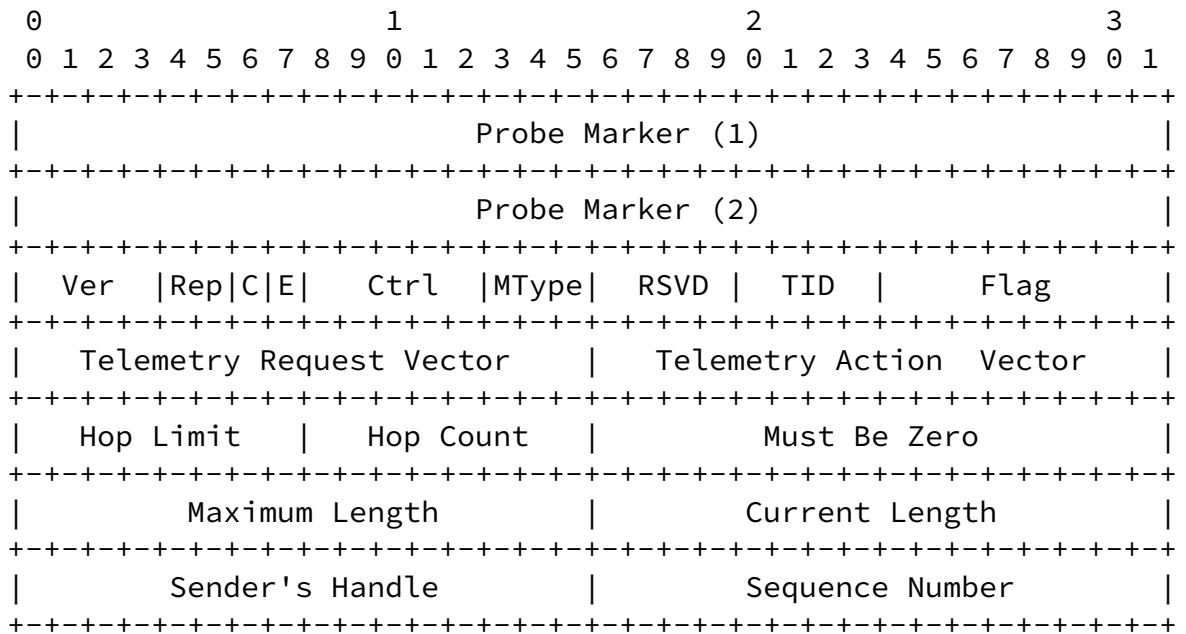 0                   1                   2                   3
 0 1 2 3 4 5 6 7 8 9 0 1 2 3 4 5 6 7 8 9 0 1 2 3 4 5 6 7 8 9 0 1
+-+-+-+-+-+-+-+-+-+-+-+-+-+-+-+-+-+-+-+-+-+-+-+-+-+-+-+-+-+-+-+-+
|                         Probe Marker (1)                      |
+-+-+-+-+-+-+-+-+-+-+-+-+-+-+-+-+-+-+-+-+-+-+-+-+-+-+-+-+-+-+-+-+
|                         Probe Marker (2)                      |
+-+-+-+-+-+-+-+-+-+-+-+-+-+-+-+-+-+-+-+-+-+-+-+-+-+-+-+-+-+-+-+-+
|  Ver  |Rep|C|E|   Ctrl  |MType|  RSVD |  TID  |     Flag      |
+-+-+-+-+-+-+-+-+-+-+-+-+-+-+-+-+-+-+-+-+-+-+-+-+-+-+-+-+-+-+-+-+
|   Telemetry Request Vector    |   Telemetry Action  Vector    |
+-+-+-+-+-+-+-+-+-+-+-+-+-+-+-+-+-+-+-+-+-+-+-+-+-+-+-+-+-+-+-+-+
|   Hop Limit   |   Hop Count   |         Must Be Zero          |
+-+-+-+-+-+-+-+-+-+-+-+-+-+-+-+-+-+-+-+-+-+-+-+-+-+-+-+-+-+-+-+-+
|         Maximum Length        |        Current Length         |
+-+-+-+-+-+-+-+-+-+-+-+-+-+-+-+-+-+-+-+-+-+-+-+-+-+-+-+-+-+-+-+-+
|        Sender's Handle        |        Sequence Number        |
+-+-+-+-+-+-+-+-+-+-+-+-+-+-+-+-+-+-+-+-+-+-+-+-+-+-+-+-+-+-+-+-+